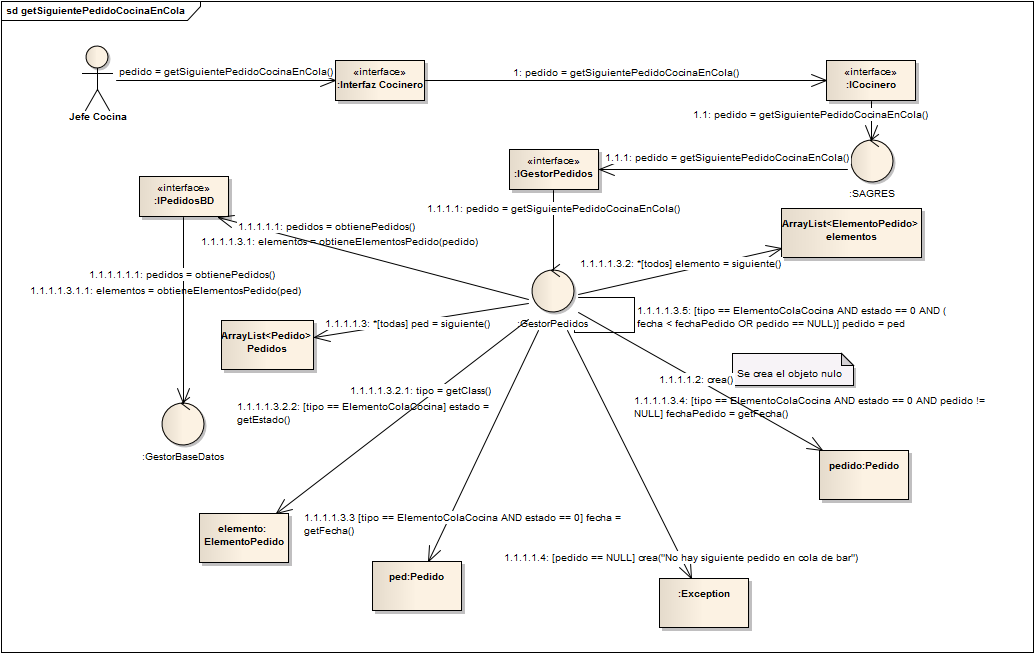 sd getSiguientePedidoCocinaEnCola
pedido = getSiguientePedidoCocinaEnCola()
Jefe Cocina
«interface»
:Interfaz Cocinero
1: pedido = getSiguientePedidoCocinaEnCola()
«interface»
:ICocinero
1.1: pedido = getSiguientePedidoCocinaEnCola()
:SAGRES
1.1.1: pedido = getSiguientePedidoCocinaEnCola()
«interface»
:IGestorPedidos
1.1.1.1: pedido = getSiguientePedidoCocinaEnCola()
«interface»
:IPedidosBD
1.1.1.1.1: pedidos = obtienePedidos()
1.1.1.1.3.1: elementos = obtieneElementosPedido(pedido)
ArrayList<ElementoPedido>
elementos
1.1.1.1.3.2: *[todos] elemento = siguiente()
1.1.1.1.1.1: pedidos = obtienePedidos()
1.1.1.1.3.1.1: elementos = obtieneElementosPedido(ped)
:GestorPedidos
1.1.1.1.3.5: [tipo == ElementoColaCocina AND estado == 0 AND (
fecha < fechaPedido OR pedido == NULL)] pedido = ped
1.1.1.1.3: *[todas] ped = siguiente()
ArrayList<Pedido>
Pedidos
Se crea el objeto nulo
1.1.1.1.2: crea()
1.1.1.1.3.2.1: tipo = getClass()
1.1.1.1.3.2.2: [tipo == ElementoColaCocina] estado =
getEstado()
1.1.1.1.3.4: [tipo == ElementoColaCocina AND estado == 0 AND pedido !=
NULL] fechaPedido = getFecha()
:GestorBaseDatos
pedido:Pedido
1.1.1.1.3.3 [tipo == ElementoColaCocina AND estado == 0] fecha =
getFecha()
elemento:
ElementoPedido
1.1.1.1.4: [pedido == NULL] crea("No hay siguiente pedido en cola de bar")
ped:Pedido
:Exception